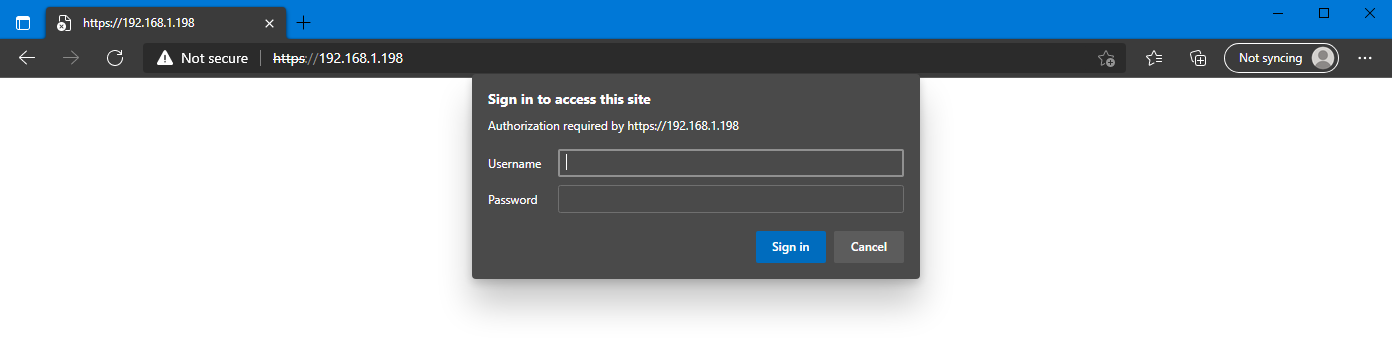 https://192.168.1.198
Not secure https://192.168.1.198 Not syncing
Sign in to access this site
Authorization required by https://192.168.1.198
Username
Password
Sign in Cancel